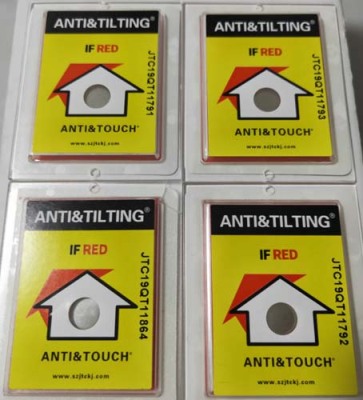 ANTI&TILTING®
IF RED
JTC19QT11791
ANTI&TOUCH®
www.szjtckj.com
ANTI&TILTING®
IF RED
JTC19QT11793
ANTI&TOUCH®
www.szjtckj.com
ANTI&TILTING®
IF RED
JTC19QT11864
ANTI&TOUCH®
www.szjtckj.com
ANTI&TILTING®
IF RED
JTC19QT11792
ANTI&TOUCH®
www.szjtckj.com